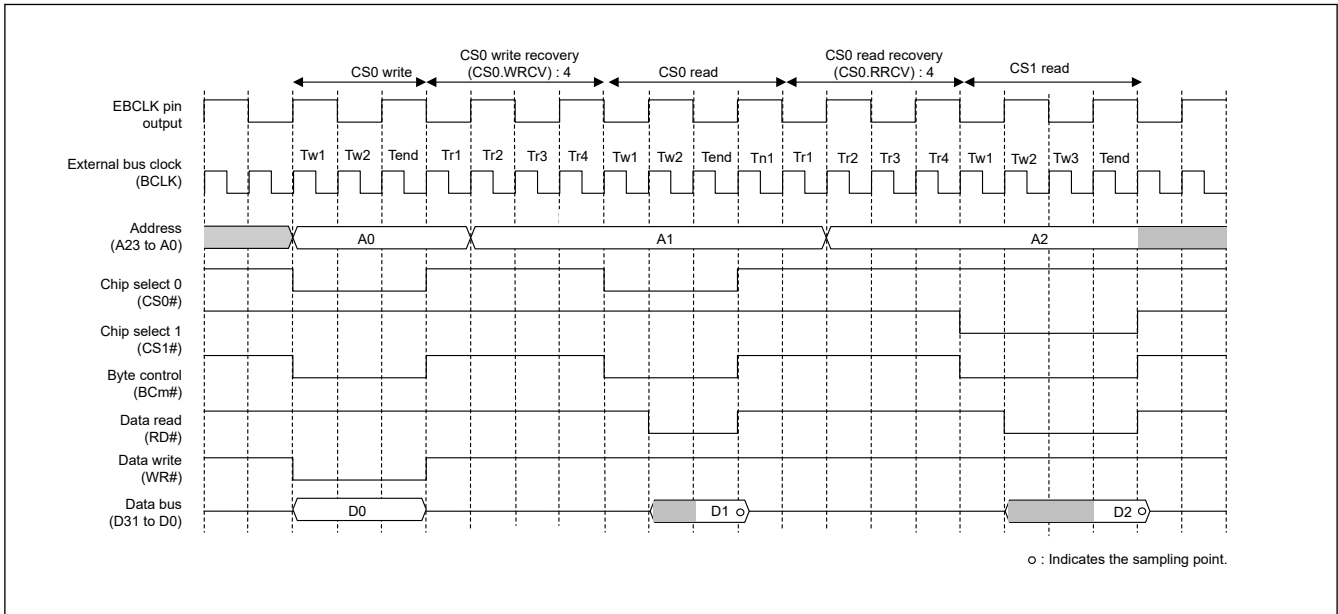 CS0 write
CS0 write recovery
(CS0.WRCV) : 4
CS0 read
CS0 read recovery
(CS0.RRCV) : 4
CS1 read
EBCLK pin
output
External bus clock
(BCLK)
Tw1 Tw2 Tend Tr1 Tr2 Tr3 Tr4 Tw1 Tw2 Tend Tn1 Tr1 Tr2 Tr3 Tr4 Tw1 Tw2 Tw3 Tend
Address
(A23 to A0)
A0 A1 A2
Chip select 0
(CS0#)
Chip select 1
(CS1#)
Byte control
(BCm#)
Data read
(RD#)
Data write
(WR#)
Data bus
(D31 to D0)
D0 D1 D2
o : Indicates the sampling point.